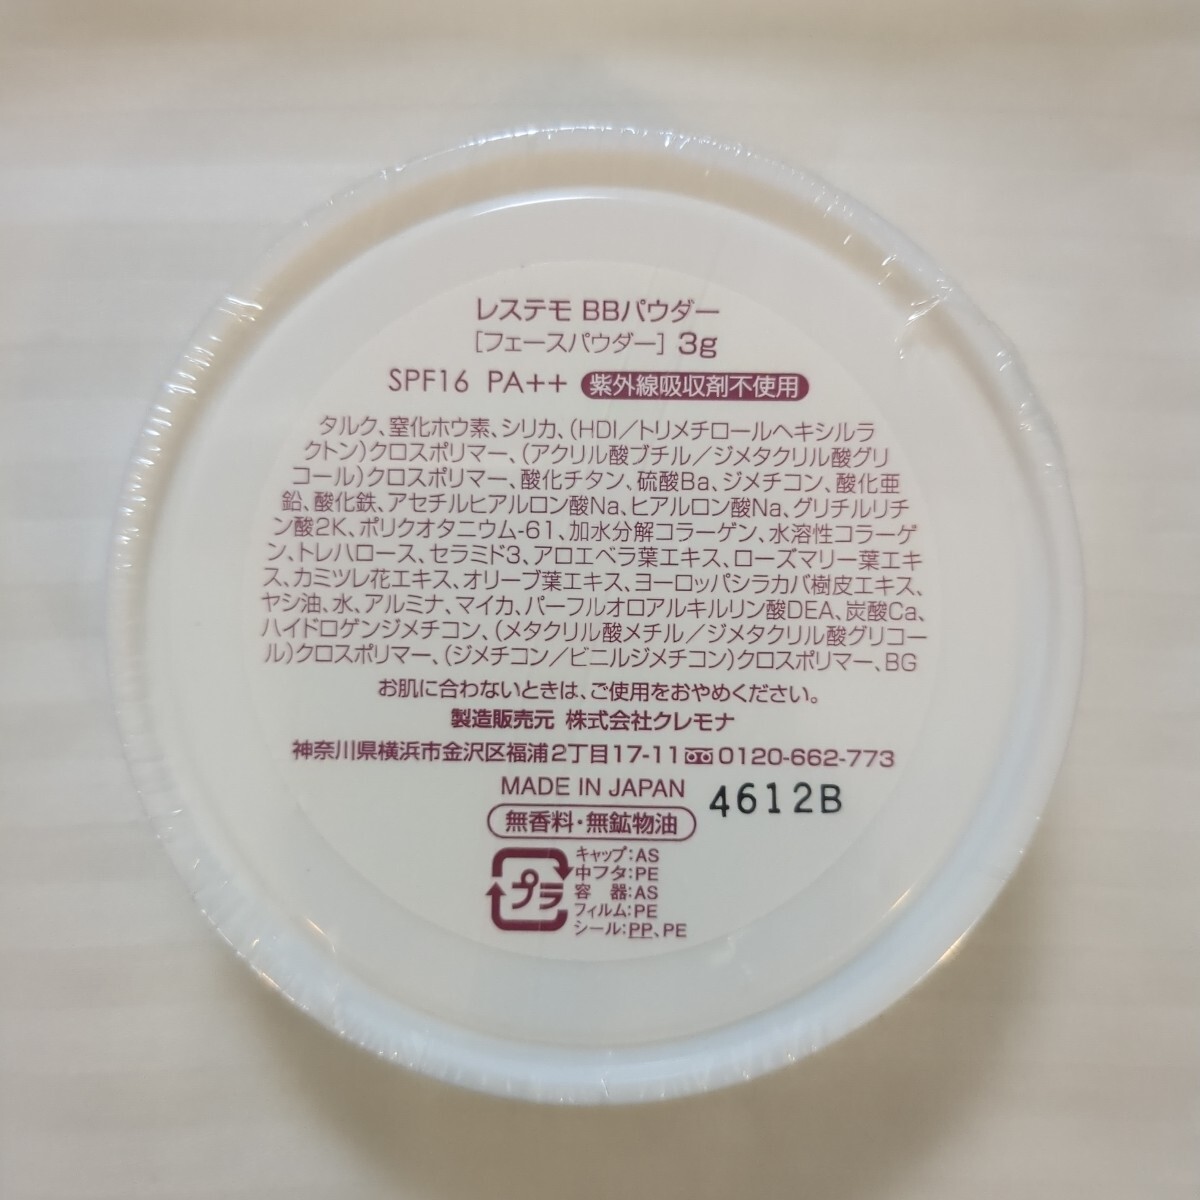 レステモ BBパウダー
[フェースパウダー] 3g
SPF16 PA++ 紫外線吸収剤不使用
タルク、窒化ホウ素、シリカ、(HDI/トリメチロールヘキシルラ
クトン)クロスポリマー、(アクリル酸ブチル/ジメタクリル酸グリ
コール)クロスポリマー、酸化チタン、硫酸Ba、ジメチコン、酸化亜
鉛、酸化鉄、アセチルヒアルロン酸Na、ヒアルロン酸Na、グリチルリチ
ン酸2K、ポリクオタニウム-61、加水分解コラーゲン、水溶性コラーゲ
ン、トレハロース、セラミド3、アロエベラ葉エキス、ローズマリー葉エキ
ス、カミツレ花エキス、オリーブ葉エキス、ヨーロッパシラカバ樹皮エキス、
ヤシ油、水、アルミナ、マイカ、パーフルオロアルキルリン酸DEA、炭酸Ca、
ハイドロゲンジメチコン、(メタクリル酸メチル/ジメタクリル酸グリコー
ル)クロスポリマー、(ジメチコン/ビニルジメチコン)クロスポリマー、BG
お肌に合わないときは、ご使用をおやめください。
製造販売元 株式会社クレモナ
神奈川県横浜市金沢区福浦2丁目17-11 0120-662-773
MADE IN JAPAN 4612B
無香料・無鉱物油
プラ
キャップ:AS
中フタ:PE
容 器:AS
フィルム:PE
シール:PP、PE